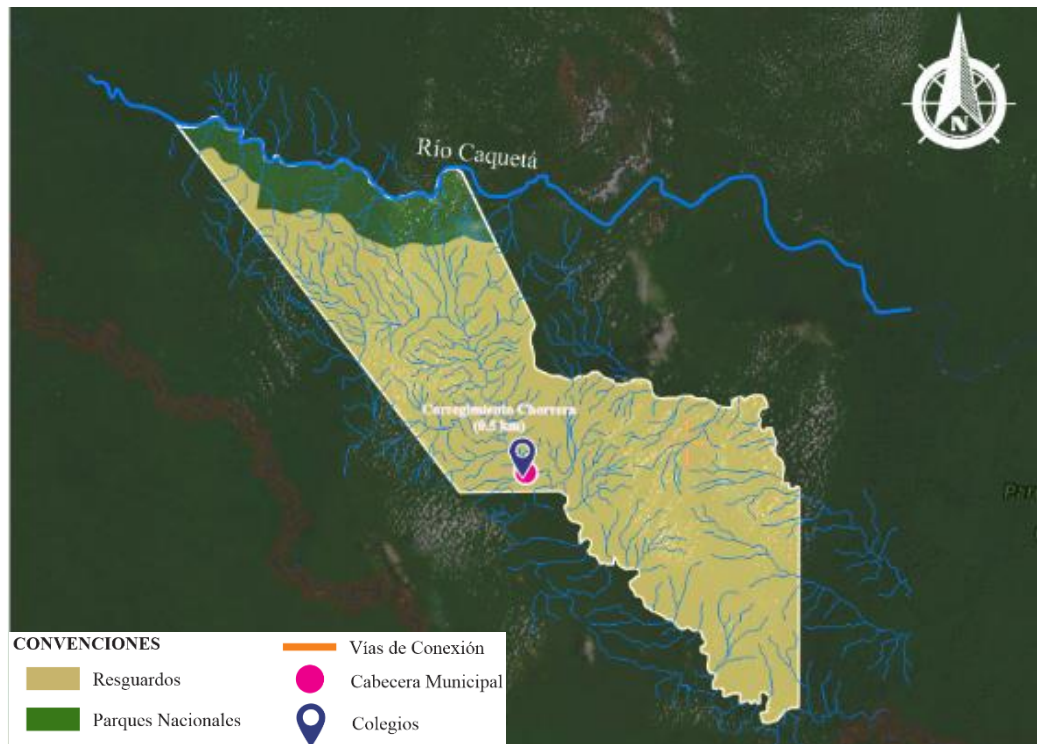 N
Río Caquetá
Corregimiento Chorrera
(0.5 km)
CONVENCIONES
Resguardos
Parques Nacionales
Vías de Conexión
Cabecera Municipal
Colegios